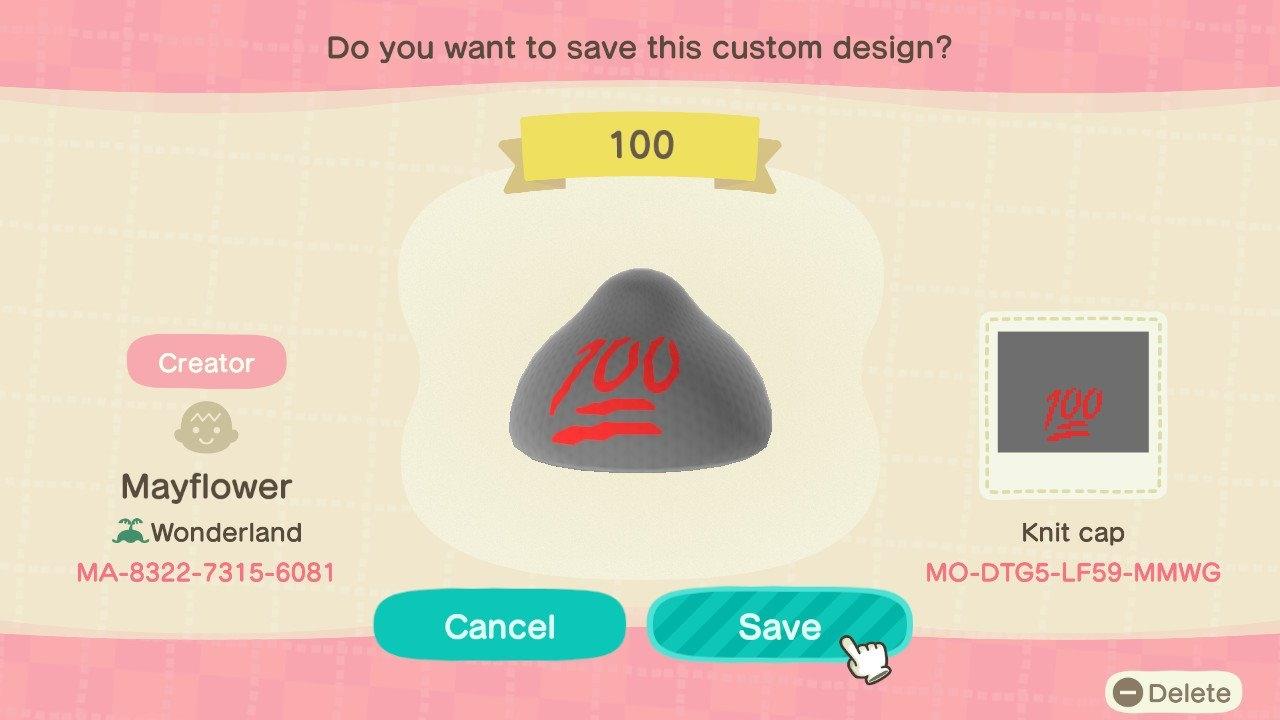 Do you want to save this custom design?
100
100
100
Creator
Mayflower
Wonderland
MA-8322-7315-6081
Knit cap
MO-DTG5-LF59-MMWG
Cancel
Save
Delete